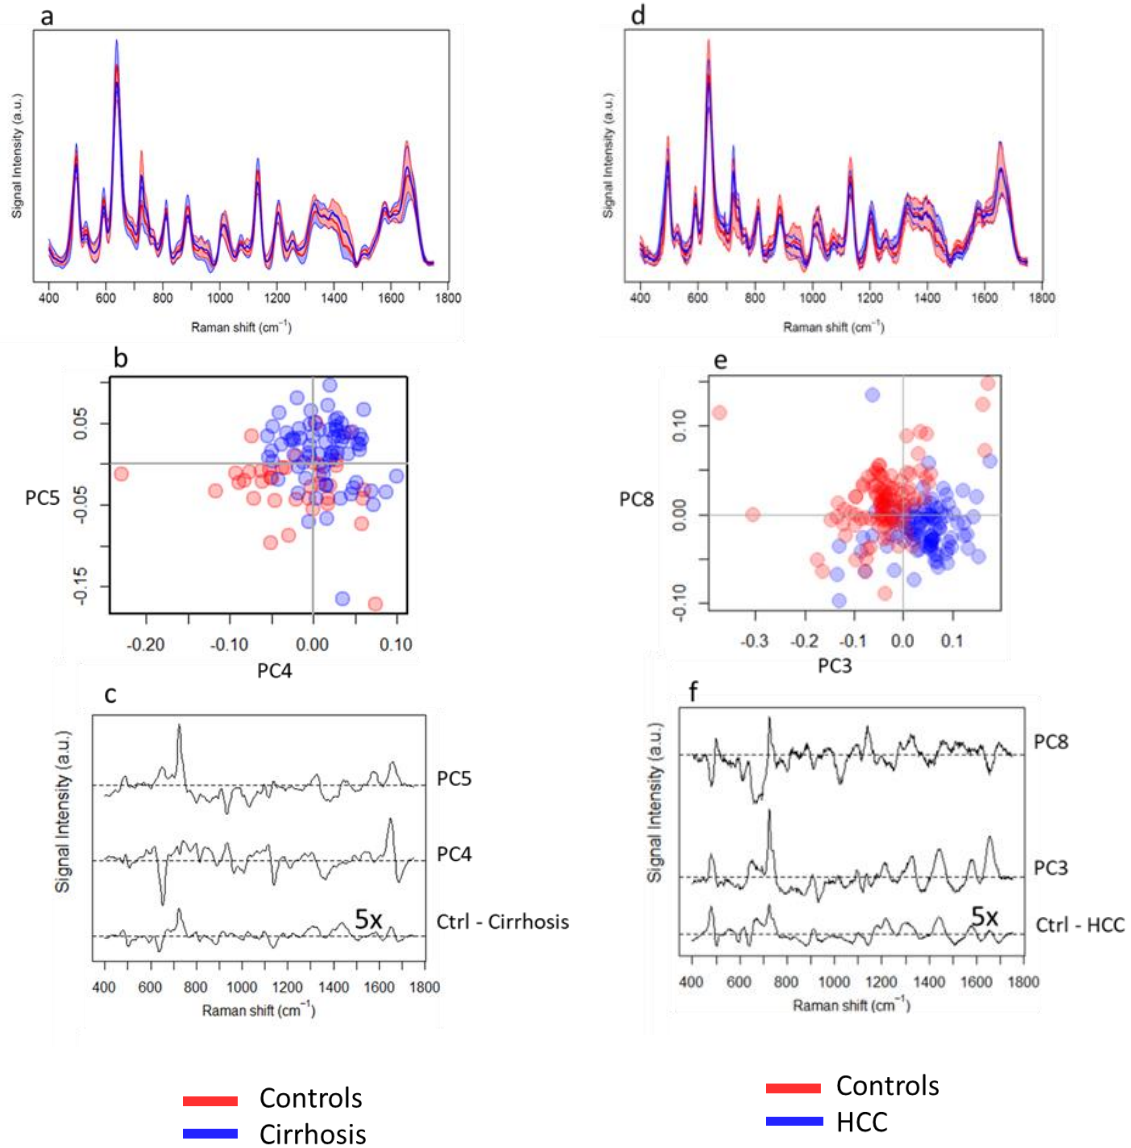 a
Signal Intensity (a.u.)
400 600 800 1000 1200 1400 1600 1800
Raman shift (cm⁻¹)
d
Signal Intensity (a.u.)
400 600 800 1000 1200 1400 1600 1800
Raman shift (cm⁻¹)
b
0.05
-0.05
-0.15
PC5
-0.20 -0.10 0.00 0.10
PC4
e
0.10
0.00
-0.10
PC8
-0.3 -0.2 -0.1 0.0 0.1
PC3
c
Signal Intensity (a.u.)
PC5
PC4
5x
Ctrl - Cirrhosis
400 600 800 1000 1200 1400 1600 1800
Raman shift (cm⁻¹)
f
Signal Intensity (a.u.)
PC8
PC3
5x
Ctrl - HCC
400 600 800 1000 1200 1400 1600 1800
Raman shift (cm⁻¹)
Controls
Cirrhosis
Controls
HCC